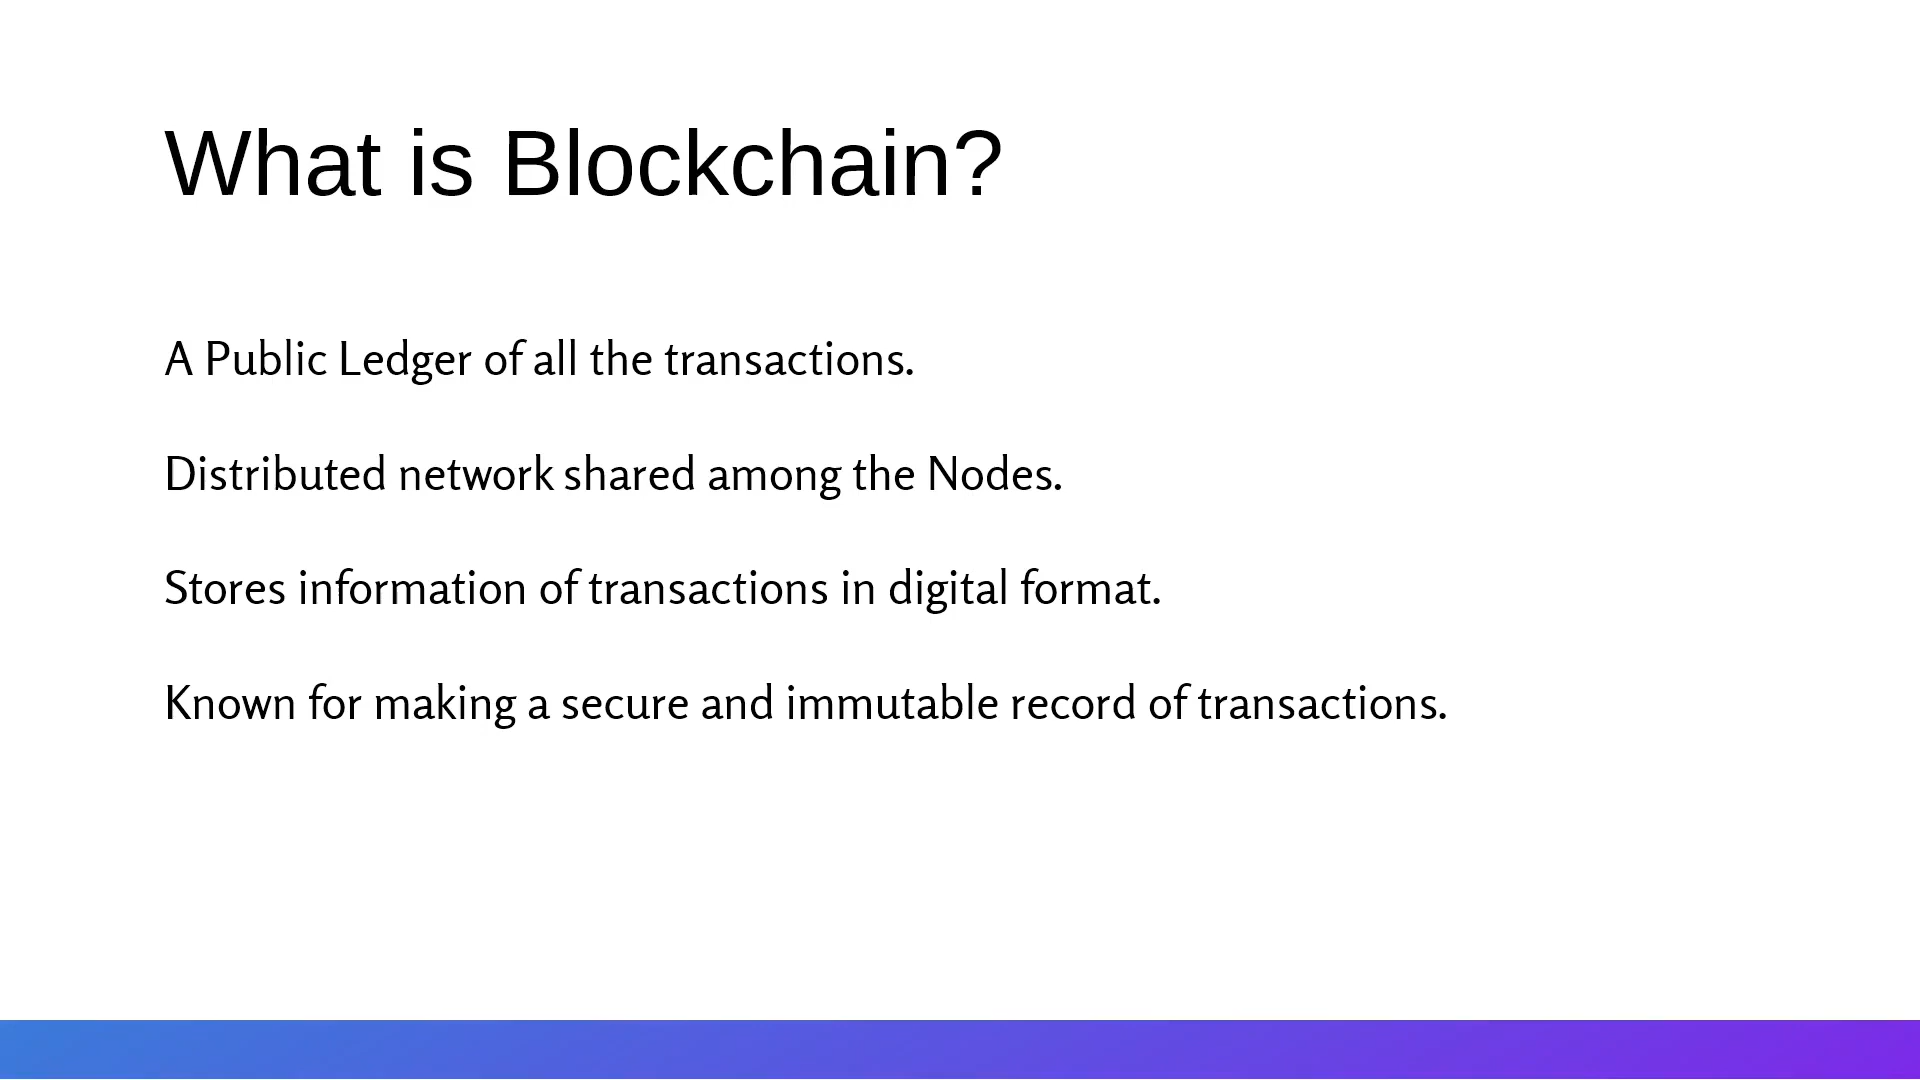 What is Blockchain?
A Public Ledger of all the transactions.
Distributed network shared among the Nodes.
Stores information of transactions in digital format.
Known for making a secure and immutable record of transactions.